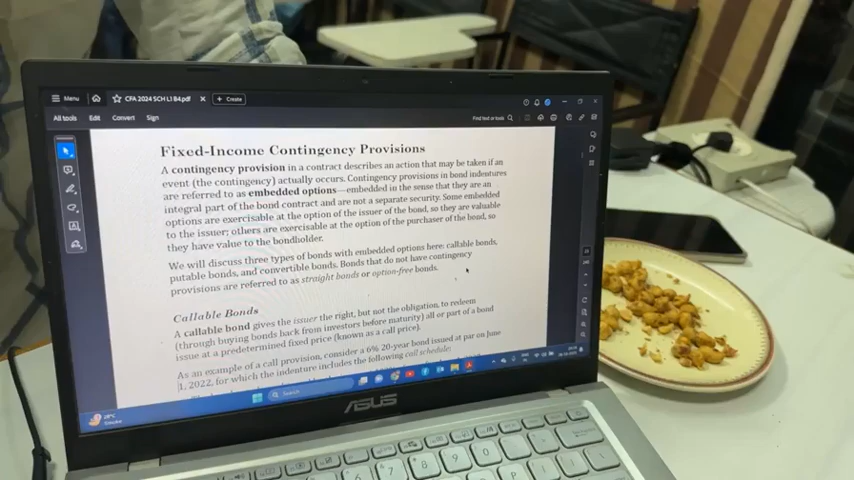 Menu
CFA 2024 SCH L1 B4.pdf
+ Create
All tools
Edit
Convert
Sign
Find text or tools
Fixed-Income Contingency Provisions
A contingency provision in a contract describes an action that may be taken if an
event (the contingency) actually occurs. Contingency provisions in bond indentures
are referred to as embedded options—embedded in the sense that they are an
integral part of the bond contract and are not a separate security. Some embedded
options are exercisable at the option of the issuer of the bond, so they are valuable
to the issuer; others are exercisable at the option of the purchaser of the bond, so
they have value to the bondholder.
We will discuss three types of bonds with embedded options here: callable bonds,
putable bonds, and convertible bonds. Bonds that do not have contingency
provisions are referred to as straight bonds or option-free bonds.
Callable Bonds
A callable bond gives the issuer the right, but not the obligation, to redeem
(through buying bonds back from investors before maturity) all or part of a bond
issue at a predetermined fixed price (known as a call price).
As an example of a call provision, consider a 6% 20-year bond issued at par on June
1, 2022, for which the indenture includes the following call schedule:
Search
ASUS
6
7
8
9
0
P